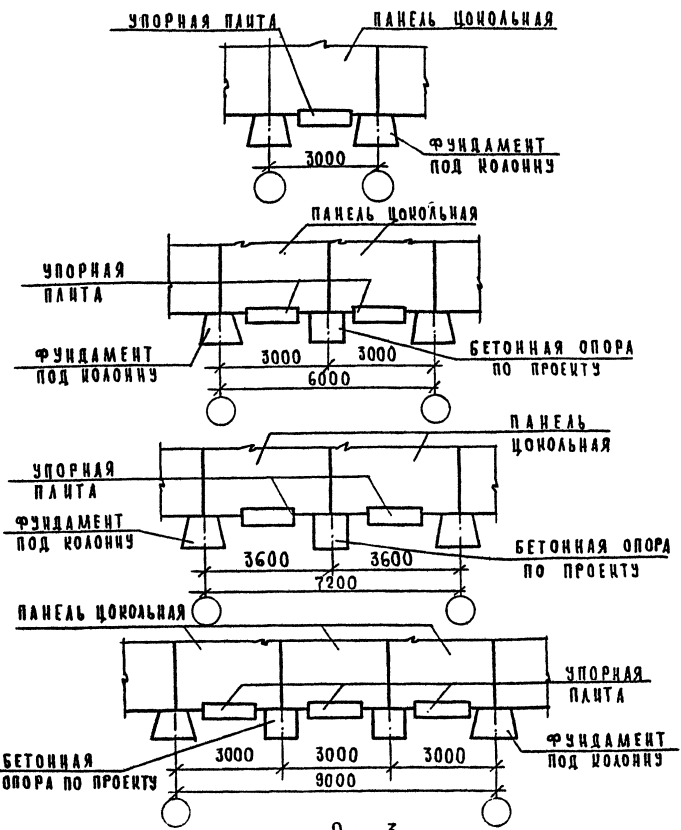 УПОРНАЯ ПЛИТА
ПАНЕЛЬ ЦОКОЛЬНАЯ
ФУНДАМЕНТ
ПОД КОЛОННУ
3000
ПАНЕЛЬ ЦОКОЛЬНАЯ
УПОРНАЯ
ПЛИТА
ФУНДАМЕНТ
ПОД КОЛОННУ
3000
3000
БЕТОННАЯ ОПОРА
ПО ПРОЕКТУ
6000
ПАНЕЛЬ
ЦОКОЛЬНАЯ
УПОРНАЯ
ПЛИТА
ФУНДАМЕНТ
ПОД КОЛОННУ
3600
3600
БЕТОННАЯ ОПОРА
ПО ПРОЕКТУ
7200
ПАНЕЛЬ ЦОКОЛЬНАЯ
УПОРНАЯ
ПЛИТА
ФУНДАМЕНТ
ПОД КОЛОННУ
БЕТОННАЯ
ОПОРА ПО ПРОЕКТУ
3000
3000
3000
9000